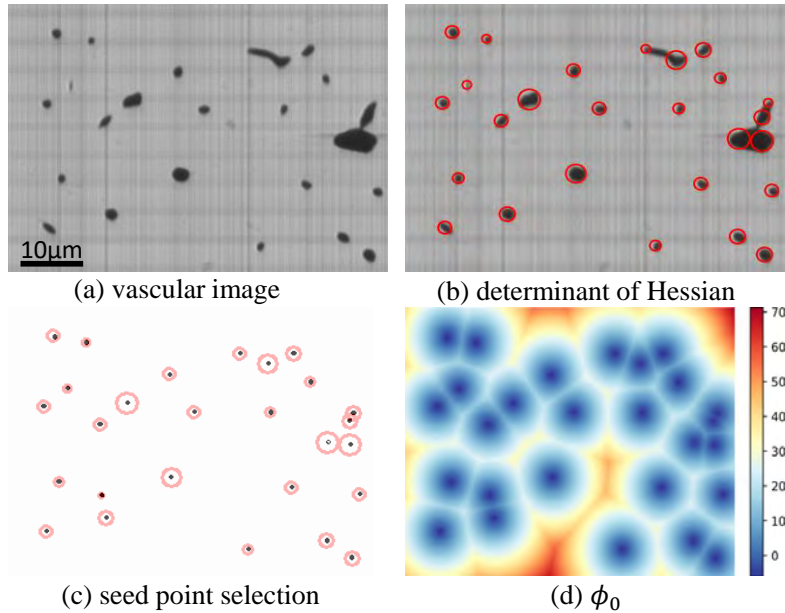 10μm
(a) vascular image
(b) determinant of Hessian
70
60
50
40
30
20
10
0
(c) seed point selection
(d) ϕ₀